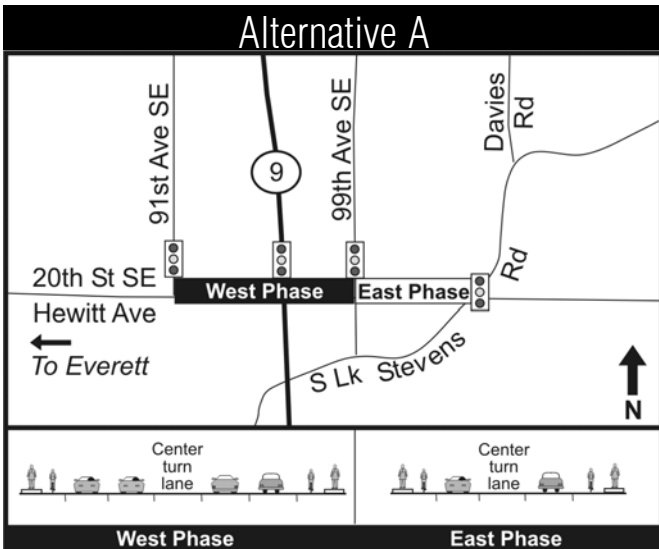 Alternative A
91st Ave SE
9
99th Ave SE
Davies
Rd
20th St SE
Hewitt Ave
To Everett
West Phase
East Phase
Rd
S Lk Stevens
N
Center
turn
lane
Center
turn
lane
West Phase
East Phase